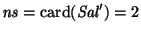 ns = card(Sal') = 2